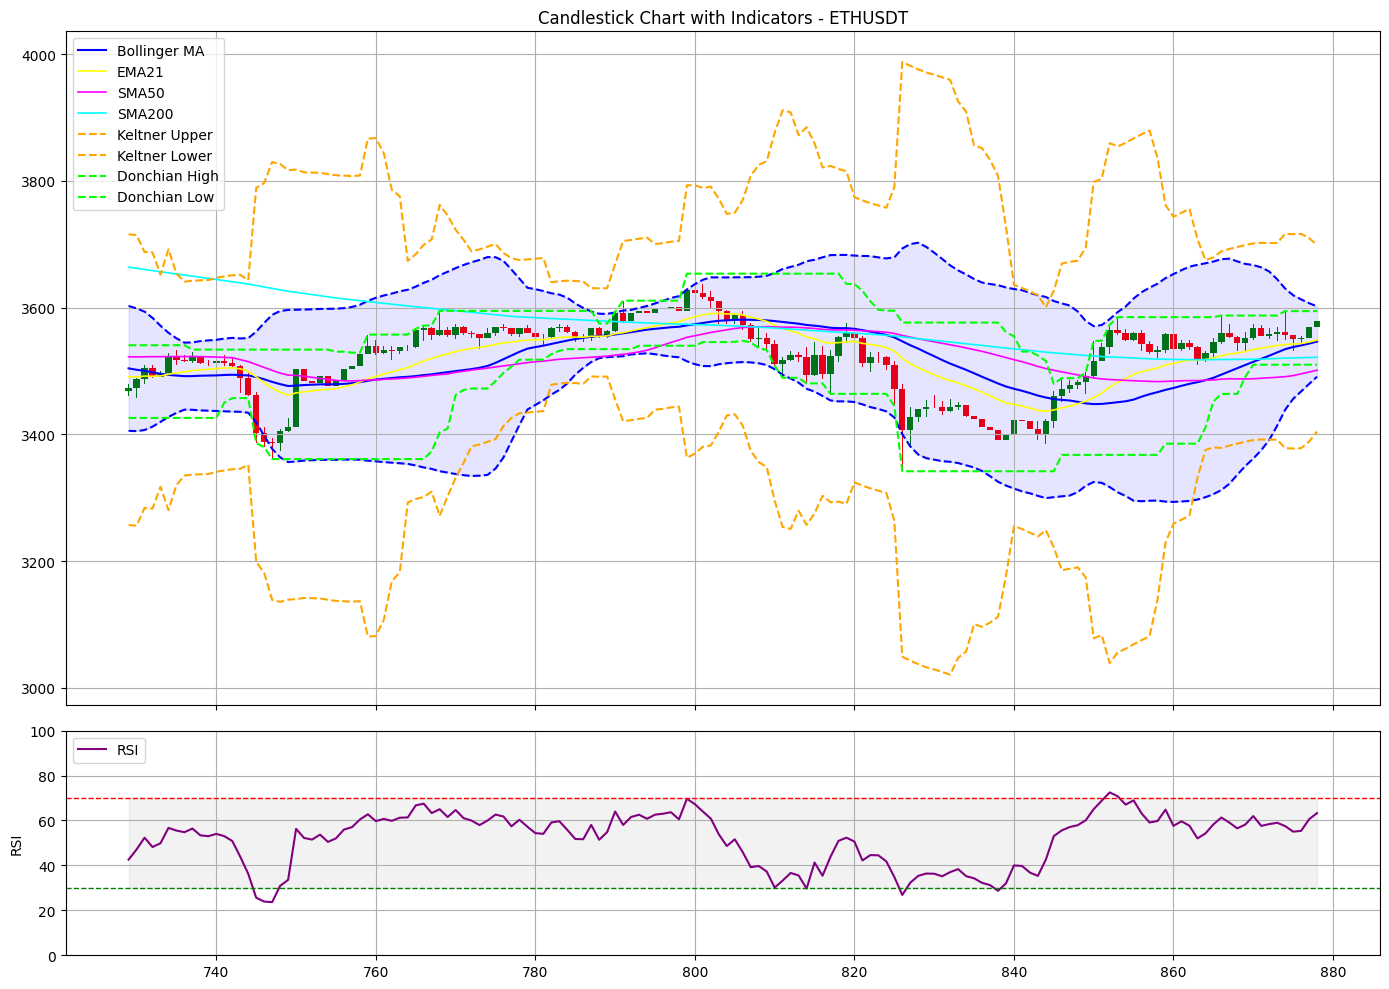 Candlestick Chart with Indicators - ETHUSDT
4000
3800
3600
3400
3200
3000
Bollinger MA
EMA21
SMA50
SMA200
Keltner Upper
Keltner Lower
Donchian High
Donchian Low
100
80
60
40
20
0
RSI
RSI
740 760 780 800 820 840 860 880